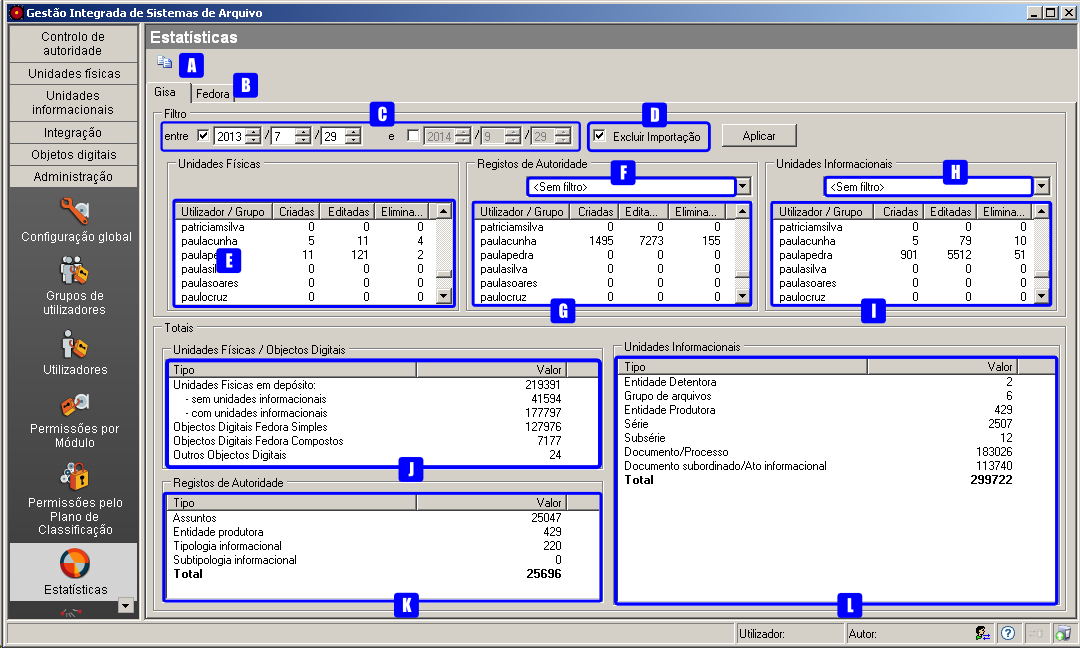 Gestão Integrada de Sistemas de Arquivo
Controlo de
autoridade
Unidades físicas
Unidades
informacionais
Integração
Objetos digitais
Administração
Configuração global
Grupos de
utilizadores
Utilizadores
Permissões por
Módulo
Permissões pelo
Plano de
Classificação
Estatísticas
Estatísticas
A
B
Gisa Fedora
Filtro
C
D
entre 2013 / 7 / 29 e 2014 / 9 / 29 Excluir Importação Aplicar
Unidades Físicas
Utilizador / Grupo Criadas Editadas Elimina...
patriciamsilva 0 0 0
paulacunha 5 11 4
paulape 11 121 2
E
paulasil 0 0 0
paulasoares 0 0 0
paulocruz 0 0 0
Registos de Autoridade
F
<Sem filtro>
Utilizador / Grupo Criadas Edita... Elimina...
patriciamsilva 0 0 0
paulacunha 1495 7273 155
paulapedra 0 0 0
paulasilva 0 0 0
paulasoares 0 0 0
paulocruz 0 0 0
G
Unidades Informacionais
H
<Sem filtro>
Utilizador / Grupo Criadas Editadas Elimina...
patriciamsilva 0 0 0
paulacunha 5 79 10
paulapedra 901 5512 51
paulasilva 0 0 0
paulasoares 0 0 0
paulocruz 0 0 0
I
Totais
Unidades Físicas / Objectos Digitais
Tipo Valor
Unidades Fisicas em depósito: 219391
- sem unidades informacionais 41594
- com unidades informacionais 177797
Objectos Digitais Fedora Simples 127976
Objectos Digitais Fedora Compostos 7177
Outros Objectos Digitais 24
J
Registos de Autoridade
Tipo Valor
Assuntos 25047
Entidade produtora 429
Tipologia informacional 220
Subtipologia informacional 0
Total 25696
K
Unidades Informacionais
Tipo Valor
Entidade Detentora 2
Grupo de arquivos 6
Entidade Produtora 429
Série 2507
Subsérie 12
Documento/Processo 183026
Documento subordinado/Ato informacional 113740
Total 299722
L
Utilizador: Autor: